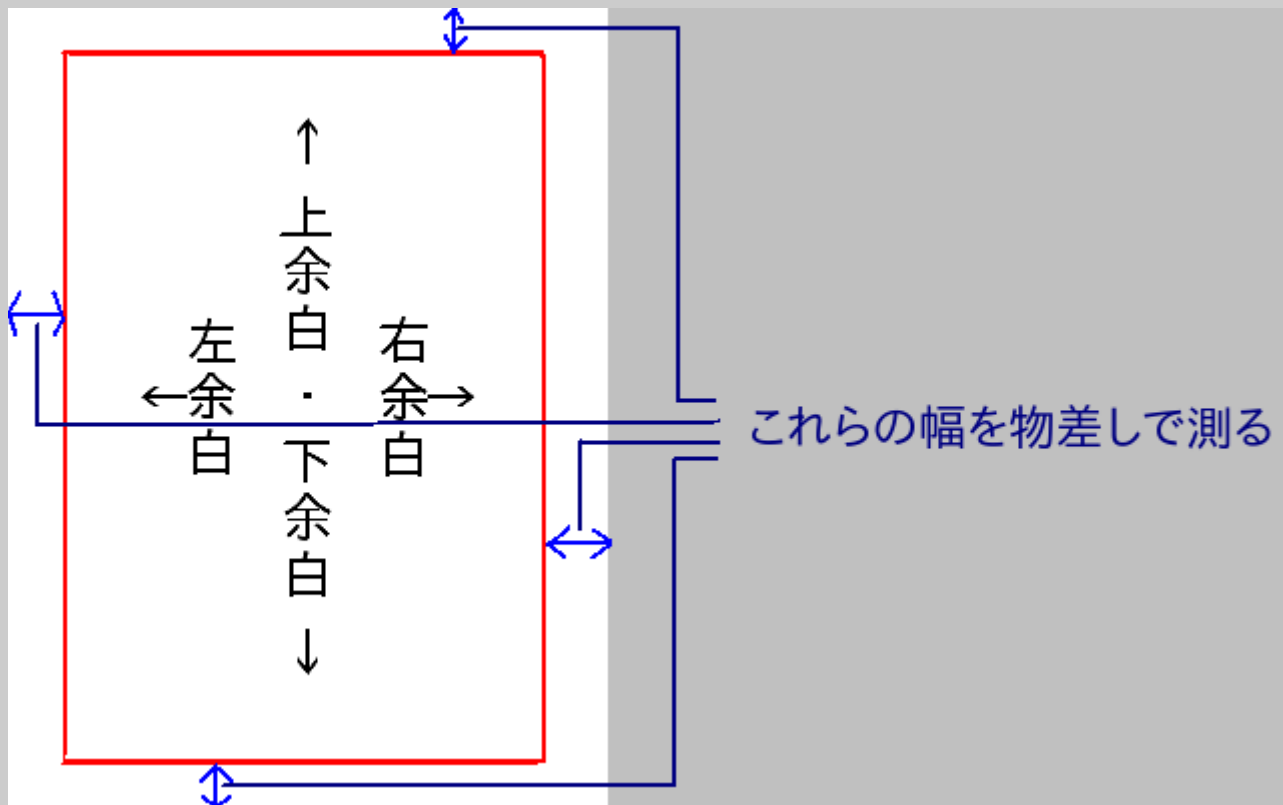 ↑上余白・下余白↓
←左余白
右余白→
これらの幅を物差しで測る